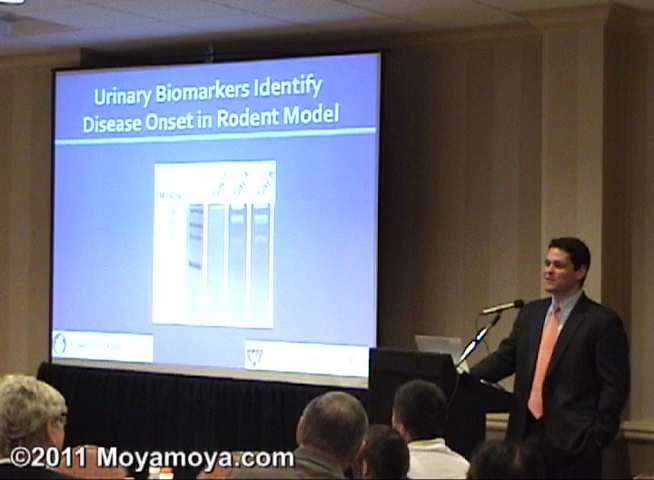 Urinary Biomarkers Identify
Disease Onset in Rodent Model
©2011 Moyamoya.com